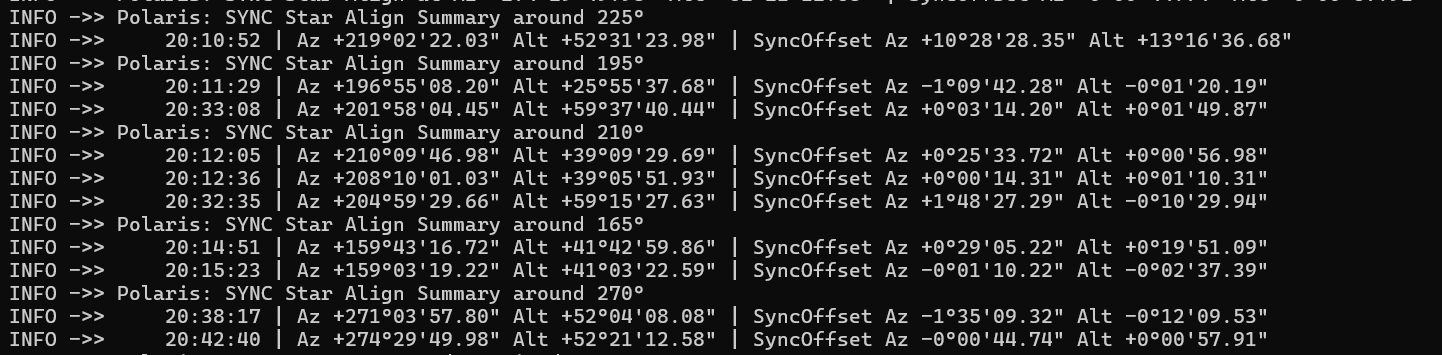 INFO ->> Polaris: SYNC Star Align Summary around 225°
INFO ->>     20:10:52 | Az +219°02'22.03" Alt +52°31'23.98" | SyncOffset Az +10°28'28.35" Alt +13°16'36.68"
INFO ->> Polaris: SYNC Star Align Summary around 195°
INFO ->>     20:11:29 | Az +196°55'08.20" Alt +25°55'37.68" | SyncOffset Az -1°09'42.28" Alt -0°01'20.19"
INFO ->>     20:33:08 | Az +201°58'04.45" Alt +59°37'40.44" | SyncOffset Az +0°03'14.20" Alt +0°01'49.87"
INFO ->> Polaris: SYNC Star Align Summary around 210°
INFO ->>     20:12:05 | Az +210°09'46.98" Alt +39°09'29.69" | SyncOffset Az +0°25'33.72" Alt +0°00'56.98"
INFO ->>     20:12:36 | Az +208°10'01.03" Alt +39°05'51.93" | SyncOffset Az +0°00'14.31" Alt +0°01'10.31"
INFO ->>     20:32:35 | Az +204°59'29.66" Alt +59°15'27.63" | SyncOffset Az +1°48'27.29" Alt -0°10'29.94"
INFO ->> Polaris: SYNC Star Align Summary around 165°
INFO ->>     20:14:51 | Az +159°43'16.72" Alt +41°42'59.86" | SyncOffset Az +0°29'05.22" Alt +0°19'51.09"
INFO ->>     20:15:23 | Az +159°03'19.22" Alt +41°03'22.59" | SyncOffset Az -0°01'10.22" Alt -0°02'37.39"
INFO ->> Polaris: SYNC Star Align Summary around 270°
INFO ->>     20:38:17 | Az +271°03'57.80" Alt +52°04'08.08" | SyncOffset Az -1°35'09.32" Alt -0°12'09.53"
INFO ->>     20:42:40 | Az +274°29'49.98" Alt +52°21'12.58" | SyncOffset Az -0°00'44.74" Alt +0°00'57.91"